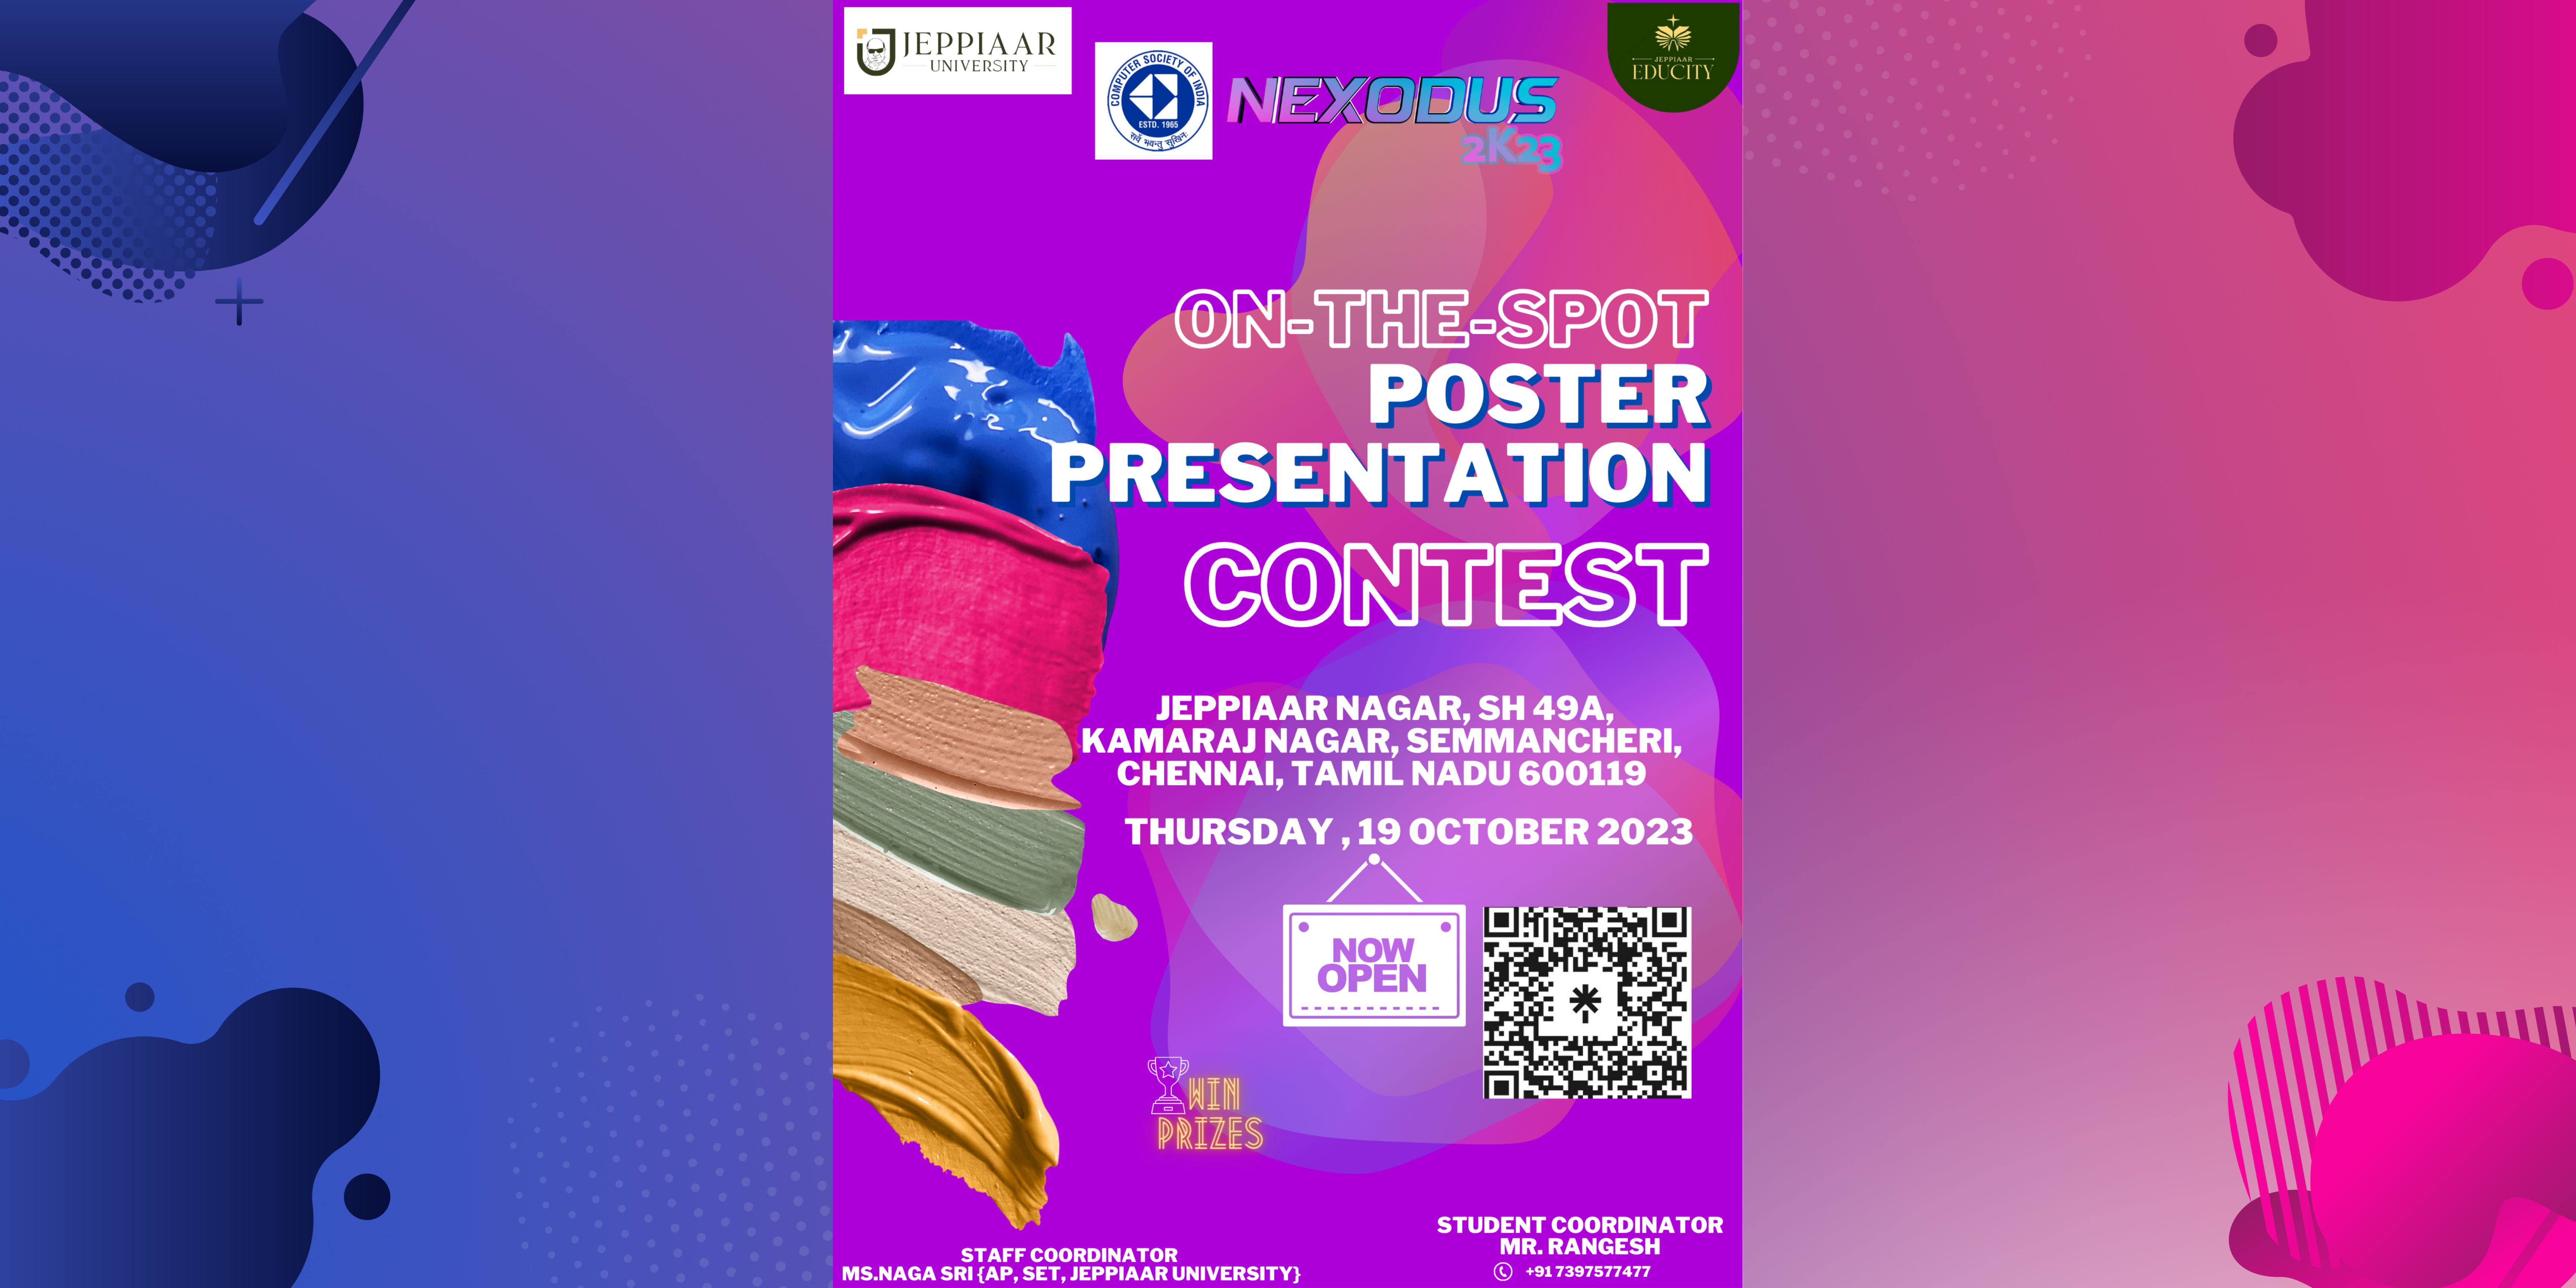 JEPPIAAR
UNIVERSITY
COMPUTER SOCIETY OF INDIA
ESTD. 1965
सर्वे भवन्तु सुखिनः
NEXODUS
2K23
JEPPIAAR
EDUCITY
ON-THE-SPOT
POSTER
PRESENTATION
CONTEST
JEPPIAAR NAGAR, SH 49A,
KAMARAJ NAGAR, SEMMANCHERI,
CHENNAI, TAMIL NADU 600119
THURSDAY , 19 OCTOBER 2023
NOW
OPEN
WIN
PRIZES
STAFF COORDINATOR
MS.NAGA SRI {AP, SET, JEPPIAAR UNIVERSITY}
STUDENT COORDINATOR
MR. RANGESH
+91 7397577477